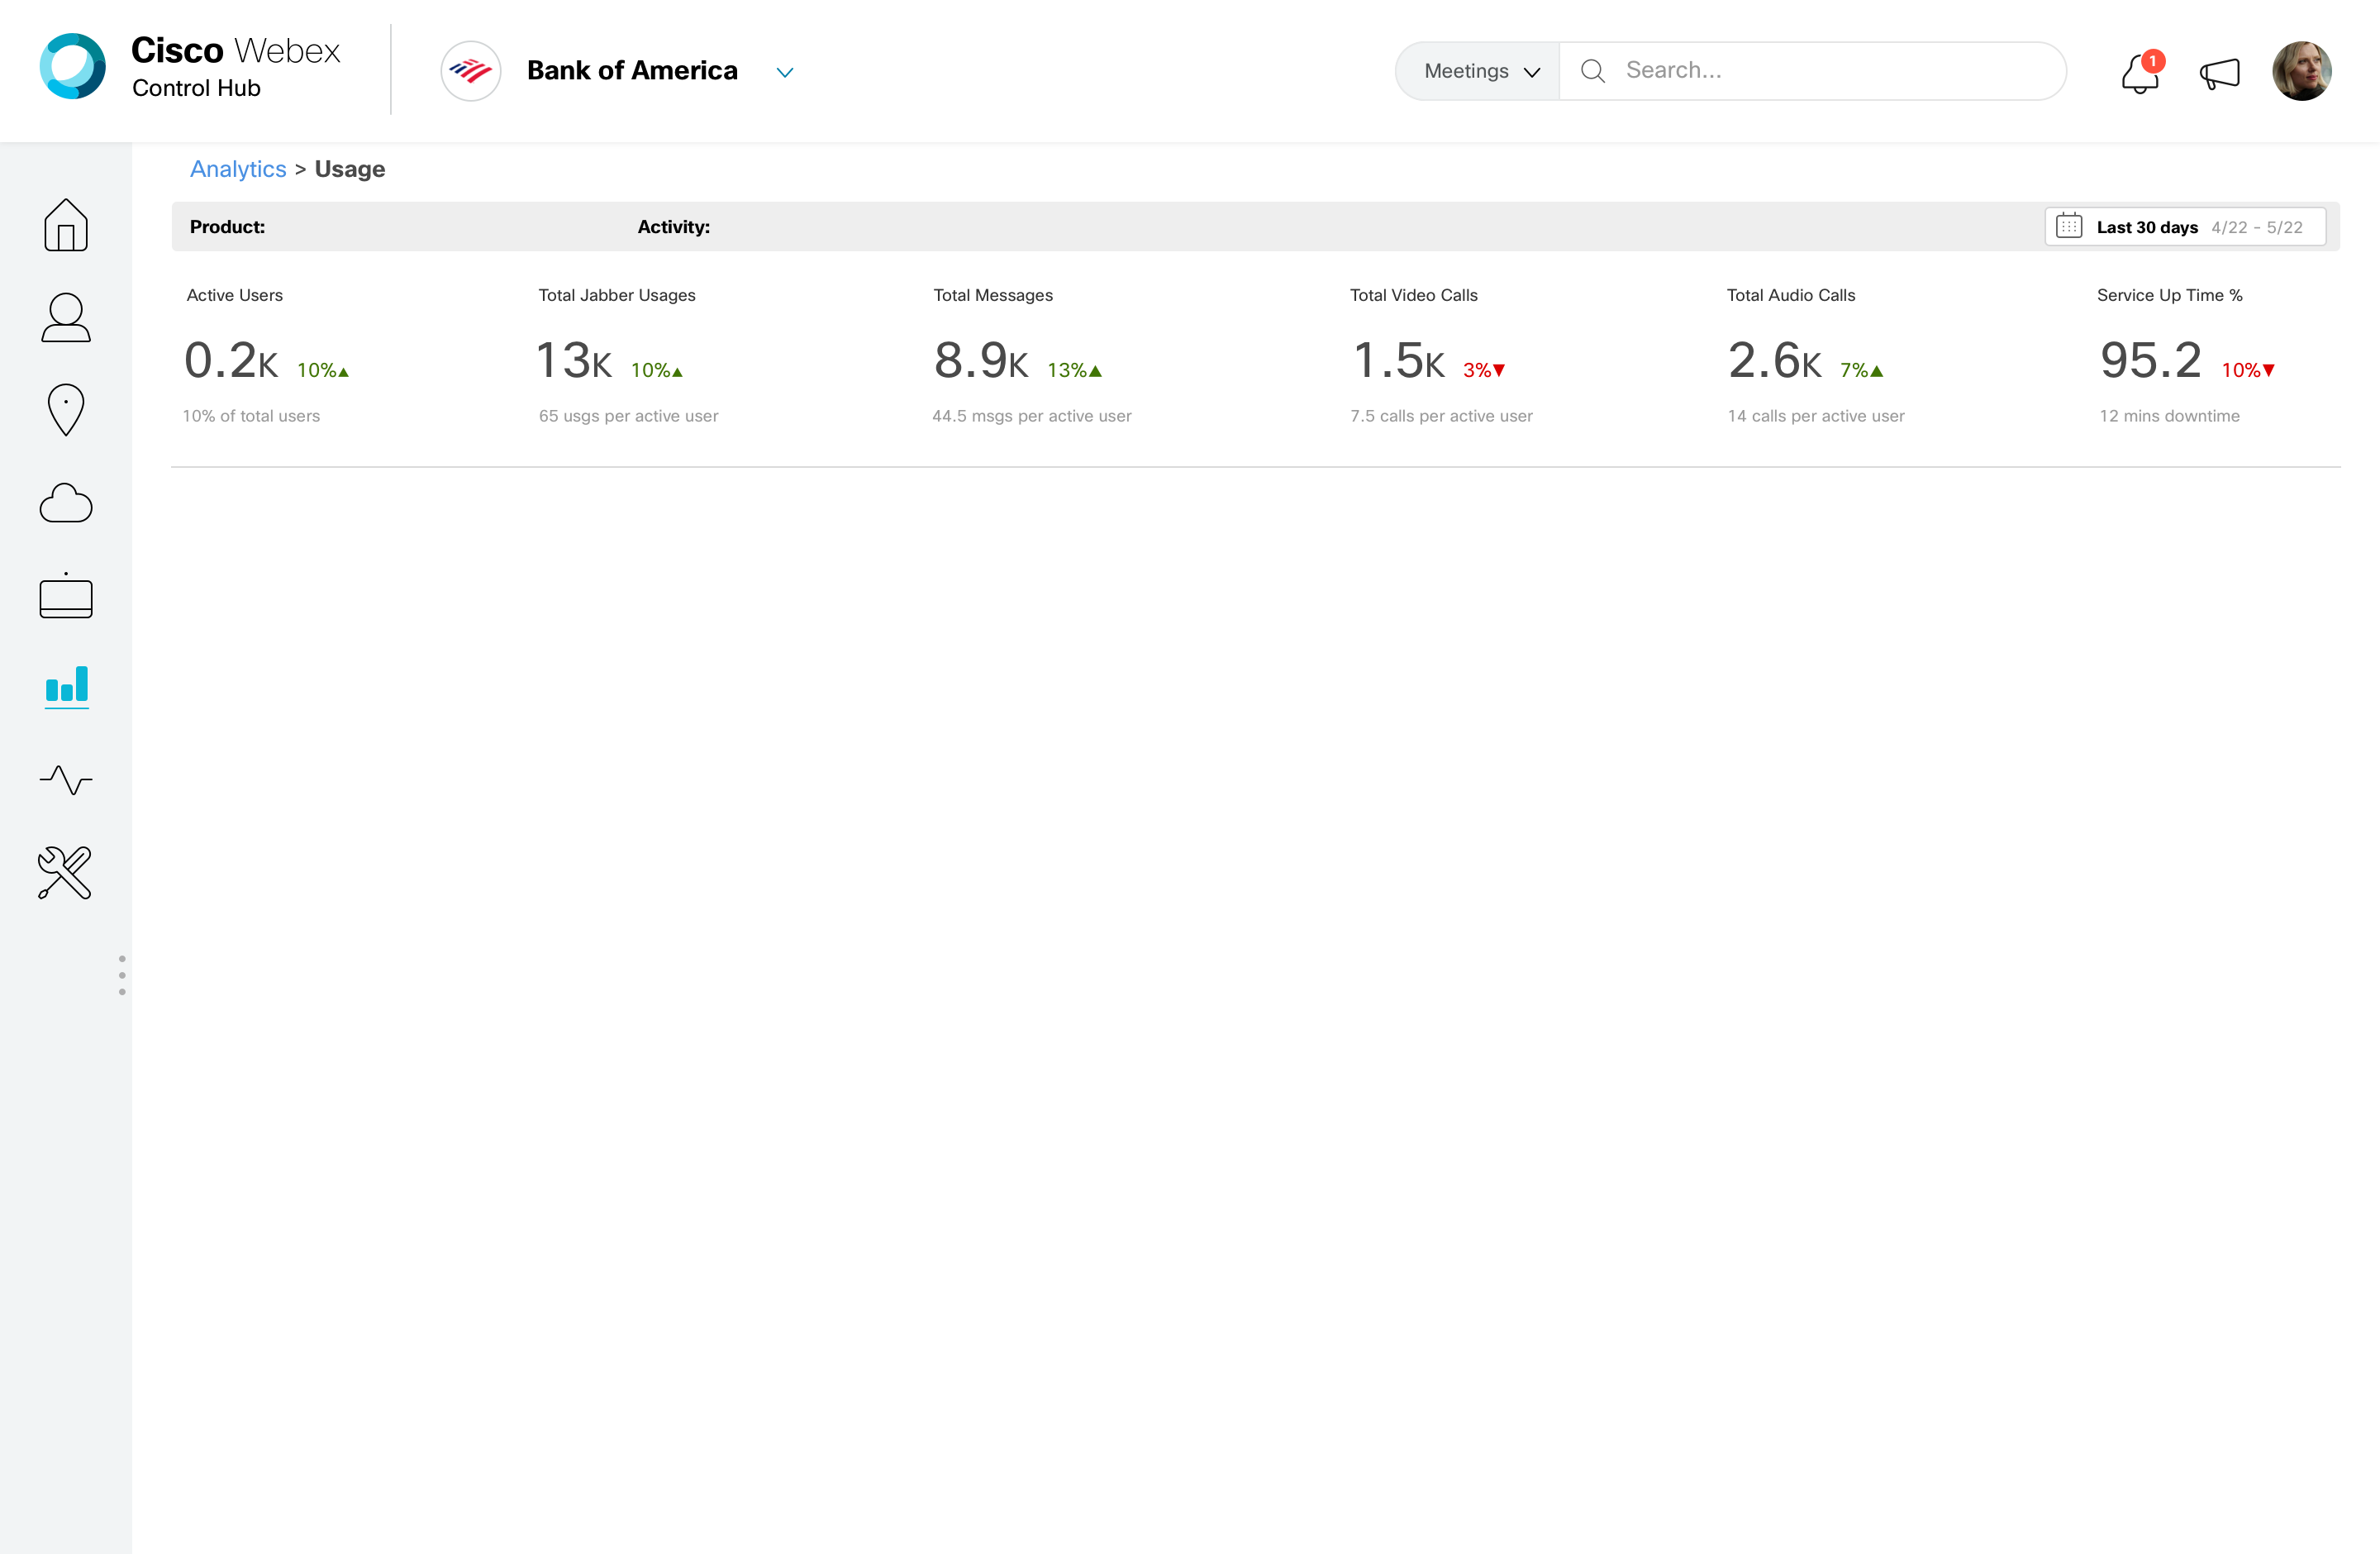 Cisco Webex
Control Hub
Bank of America
Meetings
Search...
1
Analytics > Usage
Product:
Activity:
Last 30 days 4/22 - 5/22
Active Users
Total Jabber Usages
Total Messages
Total Video Calls
Total Audio Calls
Service Up Time %
0.2K 10%▲
13K 10%▲
8.9K 13%▲
1.5K 3%▼
2.6K 7%▲
95.2 10%▼
10% of total users
65 usgs per active user
44.5 msgs per active user
7.5 calls per active user
14 calls per active user
12 mins downtime